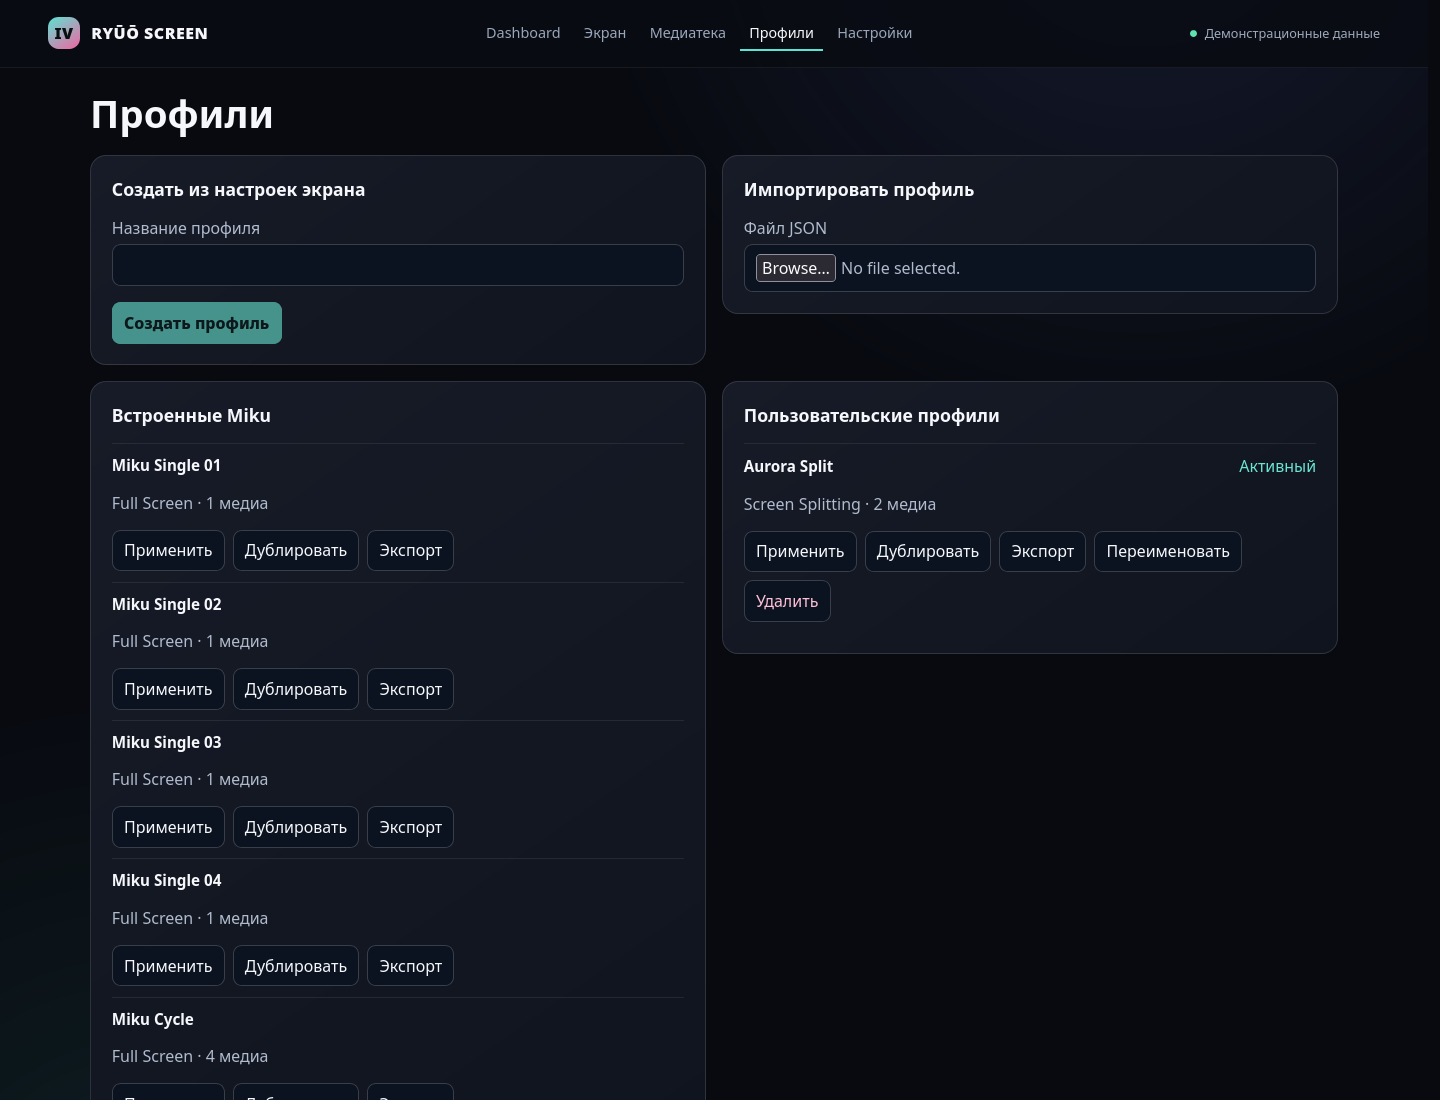 IV RYŪŌ SCREEN
Dashboard Экран Медиатека Профили Настройки
Демонстрационные данные
Профили
Создать из настроек экрана
Название профиля
Создать профиль
Импортировать профиль
Файл JSON
Browse... No file selected.
Встроенные Miku
Miku Single 01
Full Screen · 1 медиа
Применить Дублировать Экспорт
Miku Single 02
Full Screen · 1 медиа
Применить Дублировать Экспорт
Miku Single 03
Full Screen · 1 медиа
Применить Дублировать Экспорт
Miku Single 04
Full Screen · 1 медиа
Применить Дублировать Экспорт
Miku Cycle
Full Screen · 4 медиа
Пользовательские профили
Aurora Split Активный
Screen Splitting · 2 медиа
Применить Дублировать Экспорт Переименовать
Удалить